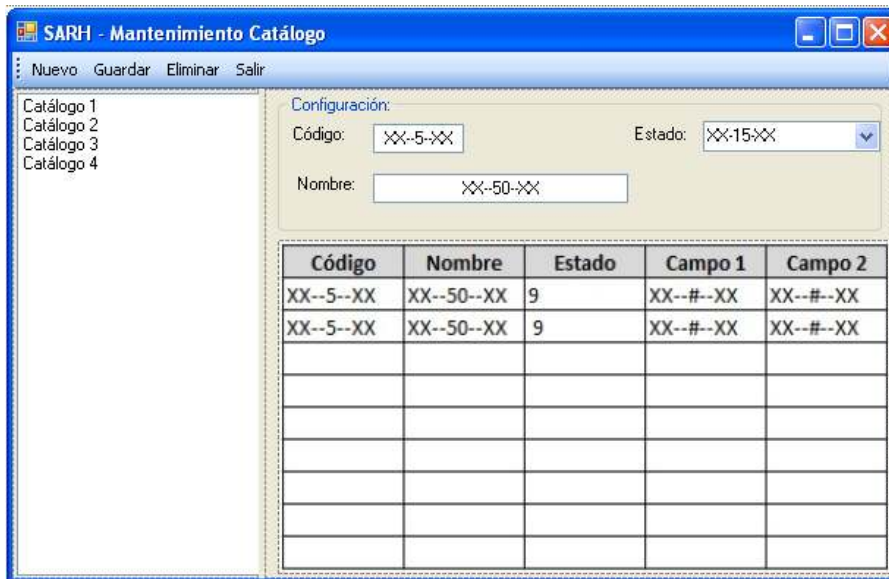 SARH - Mantenimiento Catálogo
Nuevo Guardar Eliminar Salir
Catálogo 1
Catálogo 2
Catálogo 3
Catálogo 4
Configuración:
Código: XX--5--XX Estado: XX-15-XX
Nombre: XX--50--XX
Código Nombre Estado Campo 1 Campo 2
XX--5--XX XX--50--XX 9 XX--#--XX XX--#--XX
XX--5--XX XX--50--XX 9 XX--#--XX XX--#--XX